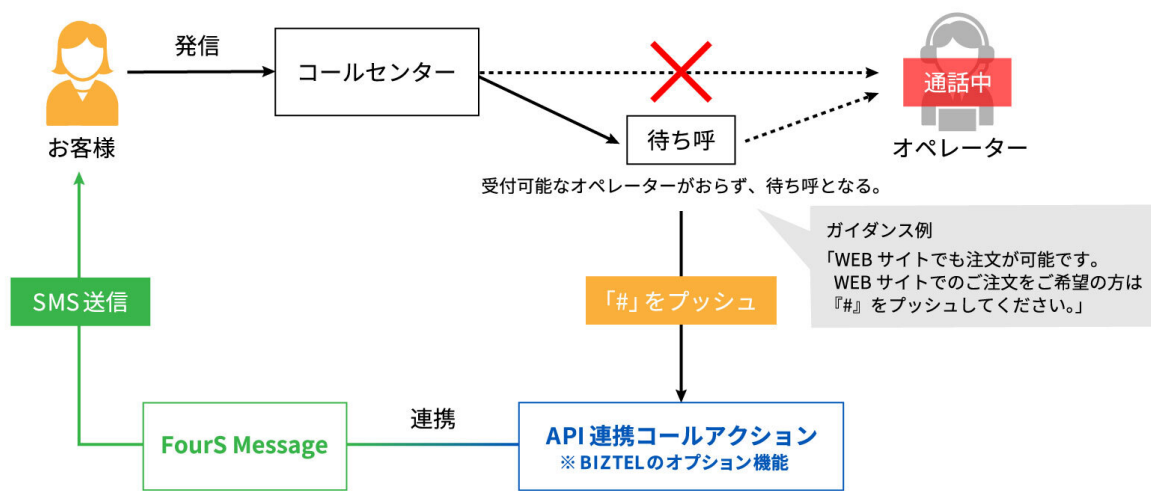 発信
コールセンター
通話中
お客様
待ち呼
オペレーター
受付可能なオペレーターがおらず、待ち呼となる。
ガイダンス例
「WEB サイトでも注文が可能です。
WEB サイトでのご注文をご希望の方は
『#』をプッシュしてください。」
SMS 送信
「#」をプッシュ
FourS Message
連携
API 連携コールアクション
※ BIZTELのオプション機能